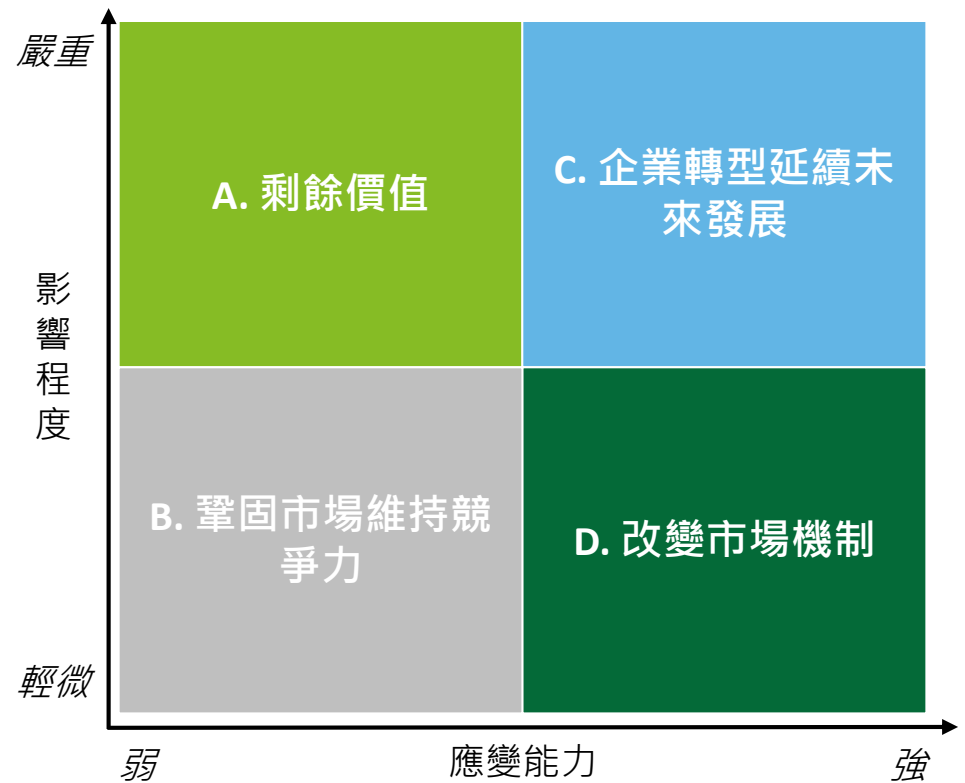 嚴重
A. 剩餘價值
C. 企業轉型延續未
來發展
影
響
程
度
B. 鞏固市場維持競
爭力
D. 改變市場機制
輕微
弱
應變能力
強